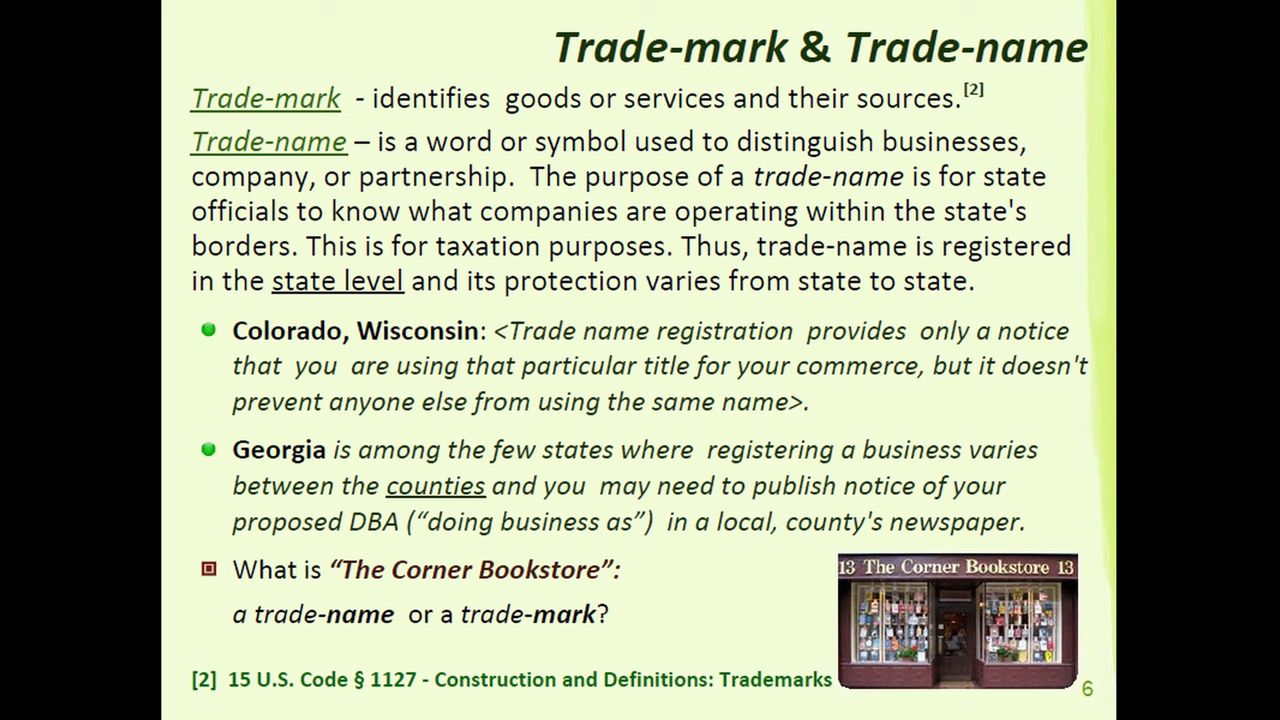 Trade-mark & Trade-name
Trade-mark - identifies goods or services and their sources.[2]
Trade-name – is a word or symbol used to distinguish businesses,
company, or partnership. The purpose of a trade-name is for state
officials to know what companies are operating within the state's
borders. This is for taxation purposes. Thus, trade-name is registered
in the state level and its protection varies from state to state.
Colorado, Wisconsin: <Trade name registration provides only a notice
that you are using that particular title for your commerce, but it doesn't
prevent anyone else from using the same name>.
Georgia is among the few states where registering a business varies
between the counties and you may need to publish notice of your
proposed DBA (“doing business as”) in a local, county's newspaper.
What is “The Corner Bookstore”:
a trade-name or a trade-mark?
13 The Corner Bookstore 13
[2] 15 U.S. Code § 1127 - Construction and Definitions: Trademarks
6